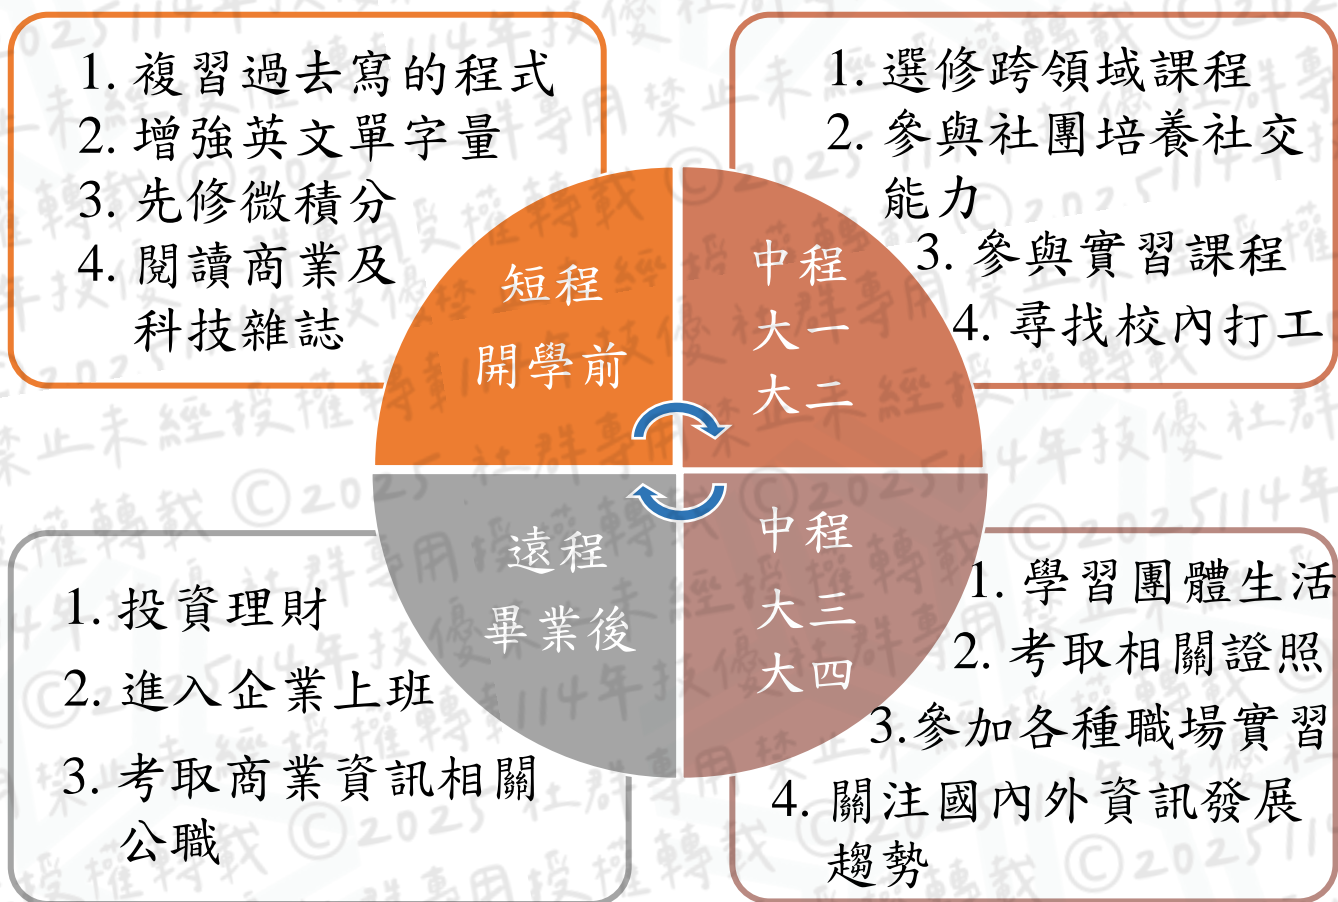 1. 複習過去寫的程式
2. 增強英文單字量
3. 先修微積分
4. 閱讀商業及
科技雜誌
短程
開學前
1. 選修跨領域課程
2. 參與社團培養社交
能力
3. 參與實習課程
4. 尋找校內打工
中程
大一
大二
1. 投資理財
2. 進入企業上班
3. 考取商業資訊相關
公職
遠程
畢業後
中程
大三
大四
1. 學習團體生活
2. 考取相關證照
3.參加各種職場實習
4. 關注國內外資訊發展
趨勢